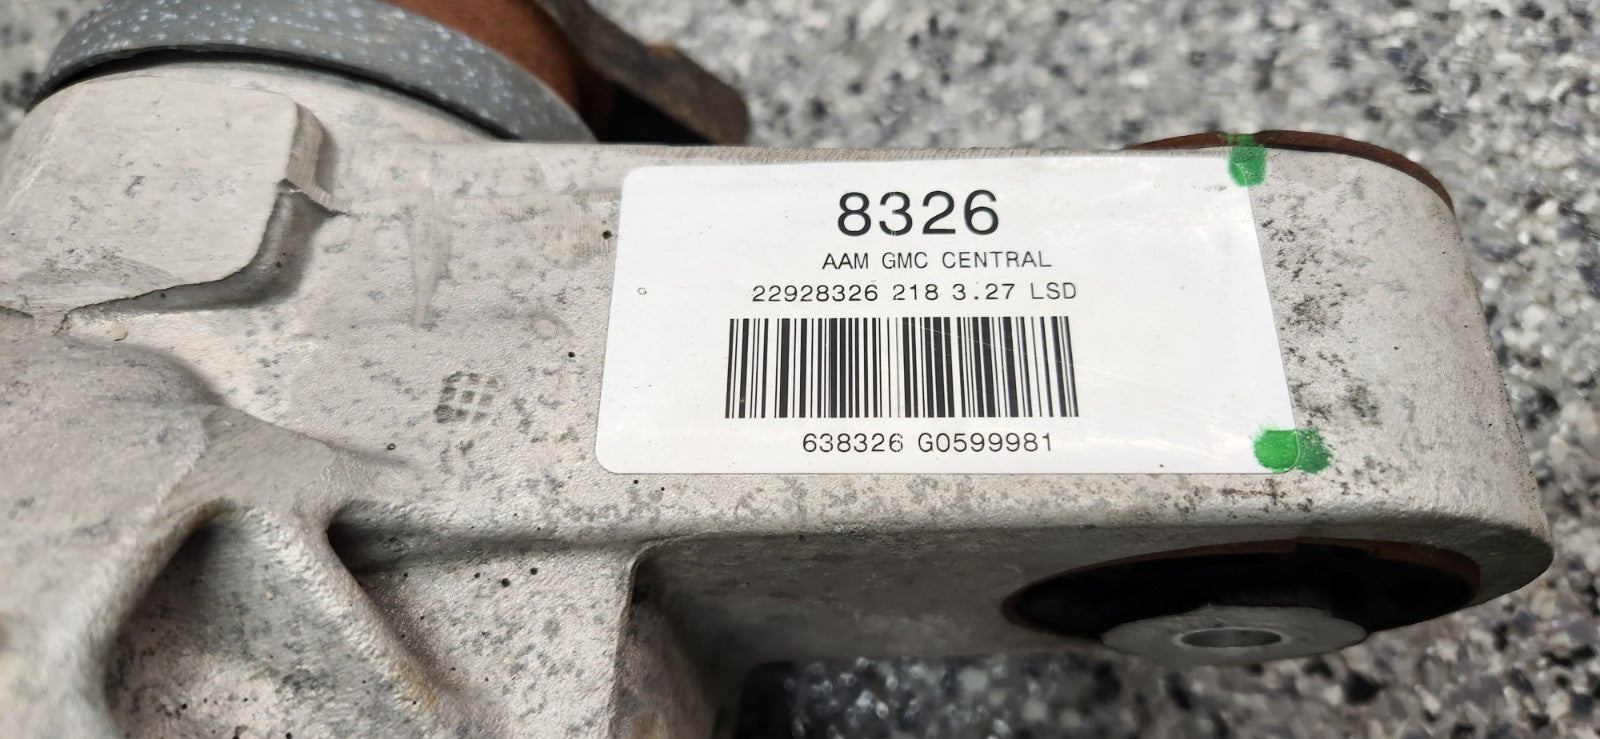 8326
AAM GMC CENTRAL
22928326 218 3.27 LSD
638326 G0599981